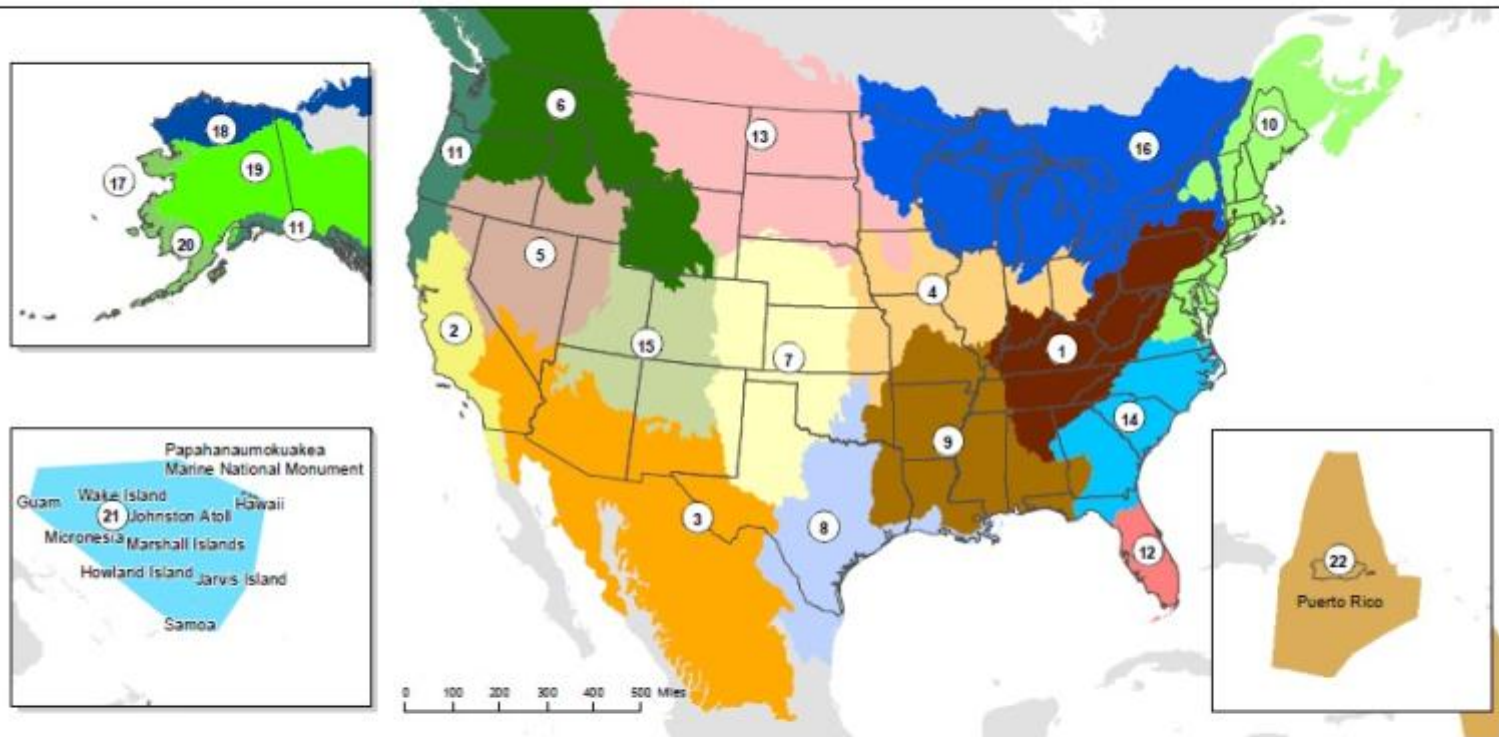 18
17
19
11
20
Papahanaumokuakea
Marine National Monument
Guam
Wake Island
Hawaii
21
Johnston Atoll
Micronesia
Marshall Islands
Howland Island
Jarvis Island
Samoa
6
13
16
10
11
5
4
2
15
7
1
9
14
3
8
12
0 100 200 300 400 500 Miles
22
Puerto Rico